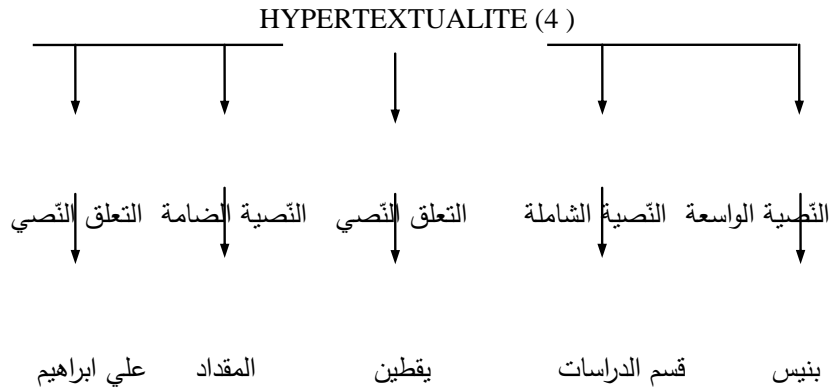 HYPERTEXTUALITE (4 )
النّصية الواسعة النّصية الشاملة التعلق النّصي النّصية الضامة التعلق النّصي
بنيس قسم الدراسات يقطين المقداد علي ابراهيم